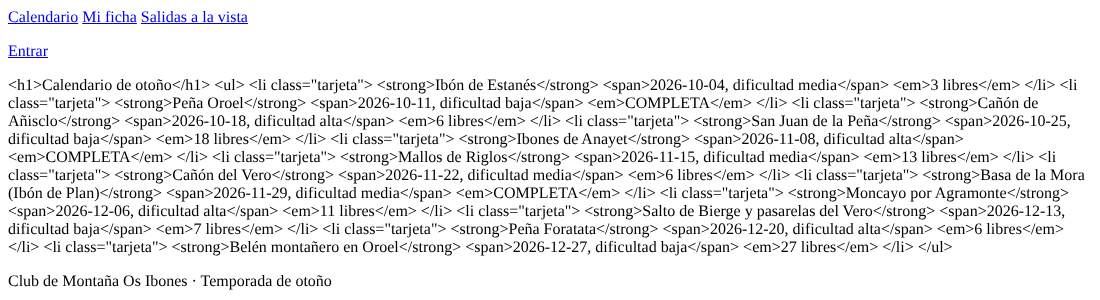 Calendario Mi ficha Salidas a la vista
Entrar
<h1>Calendario de otoño</h1> <ul> <li class="tarjeta"> <strong>Ibón de Estanés</strong> <span>2026-10-04, dificultad media</span> <em>3 libres</em> </li> <li
class="tarjeta"> <strong>Peña Oroel</strong> <span>2026-10-11, dificultad baja</span> <em>COMPLETA</em> </li> <li class="tarjeta"> <strong>Cañón de
Añisclo</strong> <span>2026-10-18, dificultad alta</span> <em>6 libres</em> </li> <li class="tarjeta"> <strong>San Juan de la Peña</strong> <span>2026-10-25,
dificultad baja</span> <em>18 libres</em> </li> <li class="tarjeta"> <strong>Ibones de Anayet</strong> <span>2026-11-08, dificultad alta</span>
<em>COMPLETA</em> </li> <li class="tarjeta"> <strong>Mallos de Riglos</strong> <span>2026-11-15, dificultad media</span> <em>13 libres</em> </li> <li
class="tarjeta"> <strong>Cañón del Vero</strong> <span>2026-11-22, dificultad media</span> <em>6 libres</em> </li> <li class="tarjeta"> <strong>Basa de la Mora
(Ibón de Plan)</strong> <span>2026-11-29, dificultad media</span> <em>COMPLETA</em> </li> <li class="tarjeta"> <strong>Moncayo por Agramonte</strong>
<span>2026-12-06, dificultad alta</span> <em>11 libres</em> </li> <li class="tarjeta"> <strong>Salto de Bierge y pasarelas del Vero</strong> <span>2026-12-13,
dificultad baja</span> <em>7 libres</em> </li> <li class="tarjeta"> <strong>Peña Foratata</strong> <span>2026-12-20, dificultad alta</span> <em>6 libres</em>
</li> <li class="tarjeta"> <strong>Belén montañero en Oroel</strong> <span>2026-12-27, dificultad baja</span> <em>27 libres</em> </li> </ul>
Club de Montaña Os Ibones · Temporada de otoño